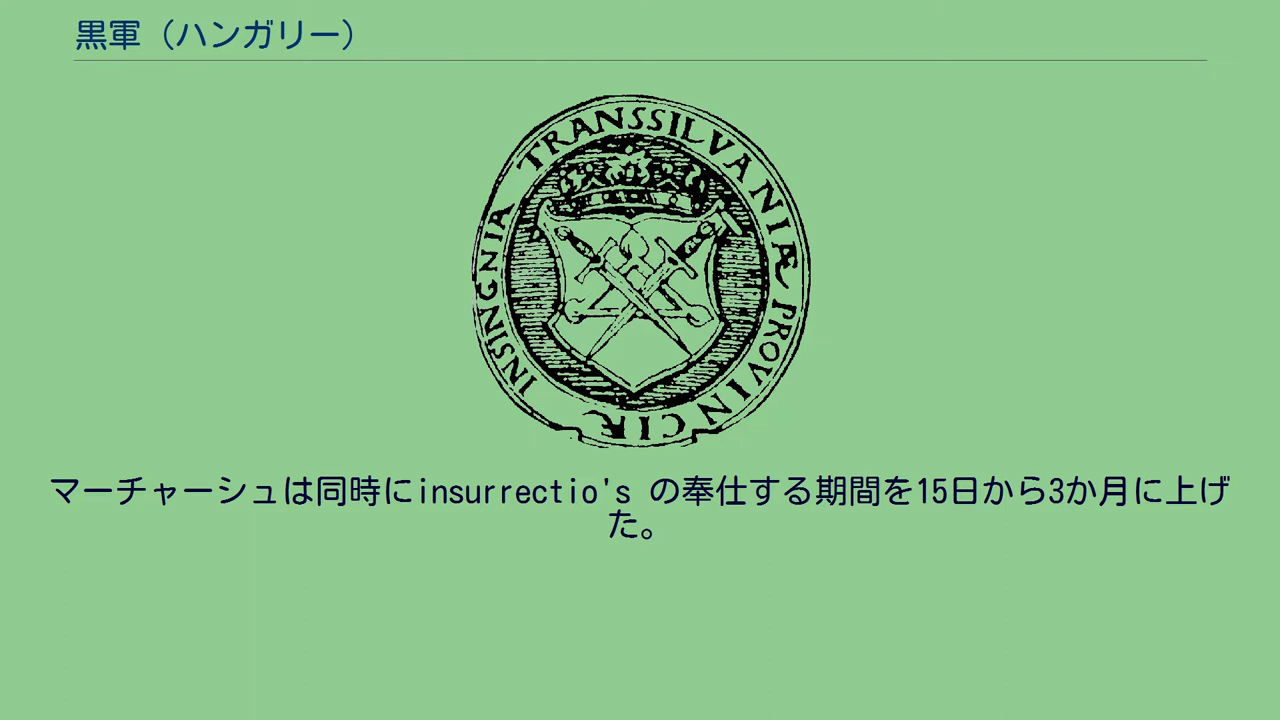 黒軍（ハンガリー）
INSINGNIA TRANSSILVANIÆ PROVINCIÆ
マーチャーシュは同時にinsurrectio's の奉仕する期間を15日から3か月に上げ
た。